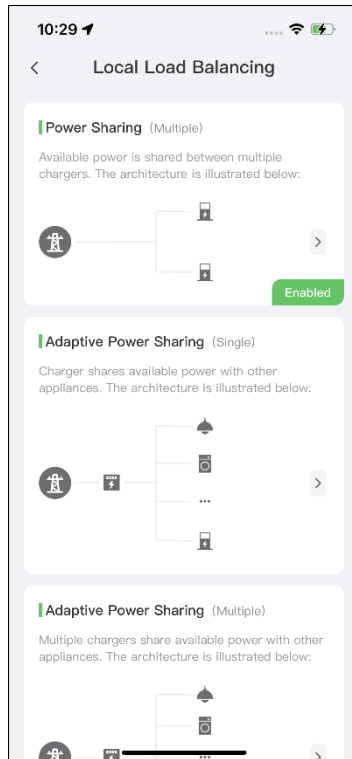 10:29
Local Load Balancing
Power Sharing (Multiple)
Available power is shared between multiple
chargers. The architecture is illustrated below:
Enabled
Adaptive Power Sharing (Single)
Charger shares available power with other
appliances. The architecture is illustrated below:
...
Adaptive Power Sharing (Multiple)
Multiple chargers share available power with other
appliances. The architecture is illustrated below:
...